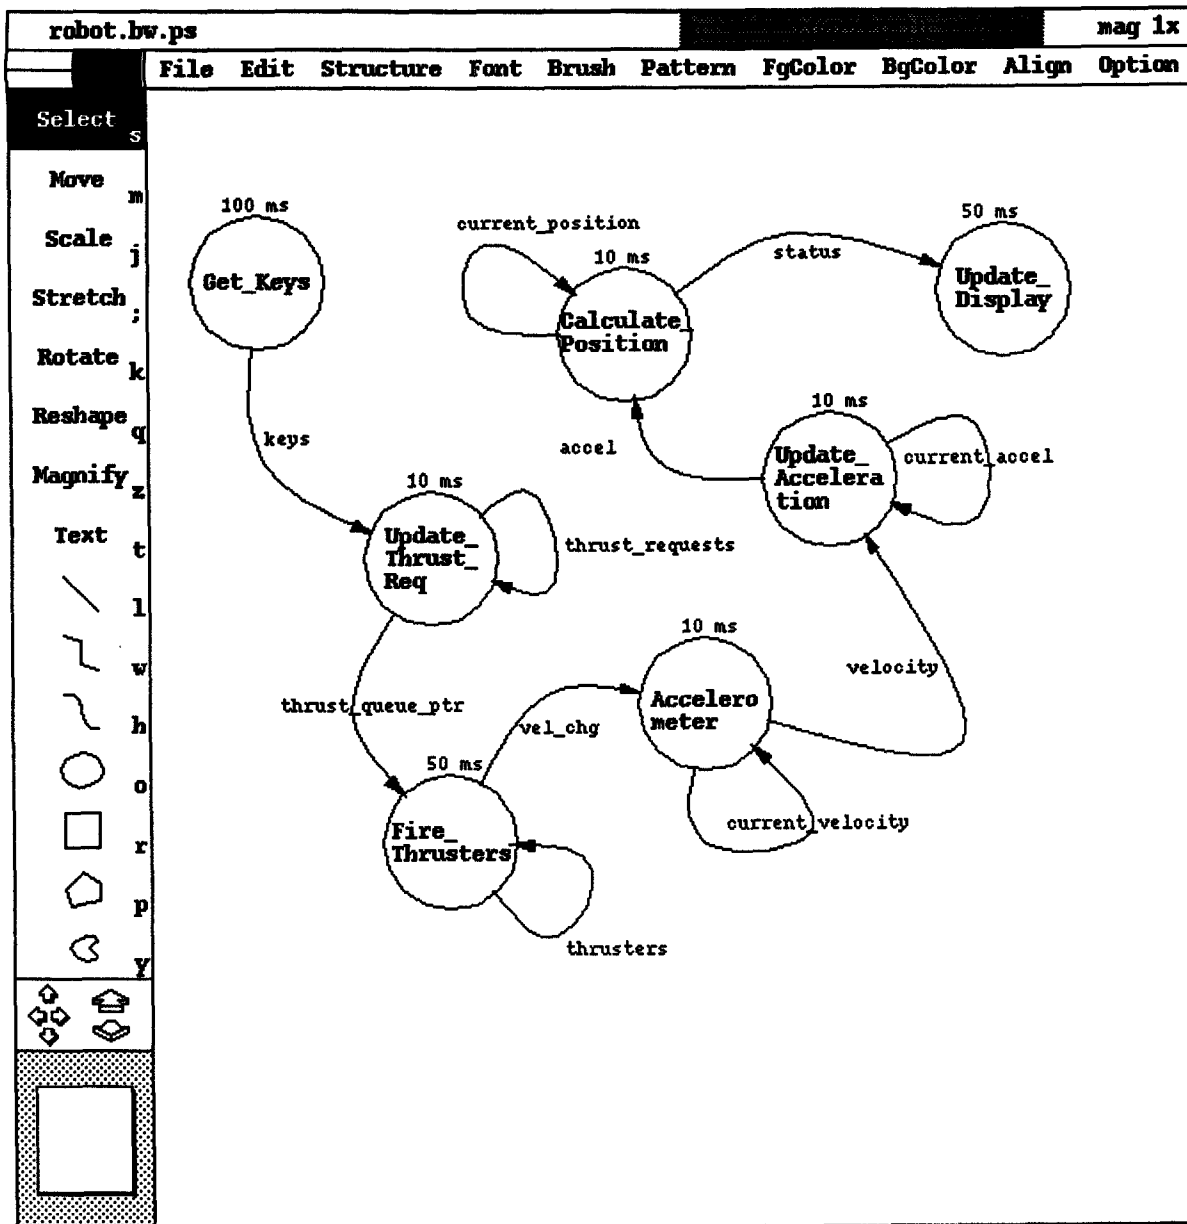 robot.bw.ps
mag 1x
File Edit Structure Font Brush Pattern FgColor BgColor Align Option
Select s
Move m
Scale j
Stretch ;
Rotate k
Reshape q
Magnify z
Text t
l
w
h
o
r
p
y
100 ms
Get_Keys
current_position
10 ms
Calculate_
Position
status
50 ms
Update_
Display
keys
accel
10 ms
Update_
Accelera
tion
current_accel
10 ms
Update_
Thrust_
Req
thrust_requests
10 ms
Accelero
meter
velocity
thrust_queue_ptr
vel_chg
50 ms
Fire_
Thrusters
current_velocity
thrusters